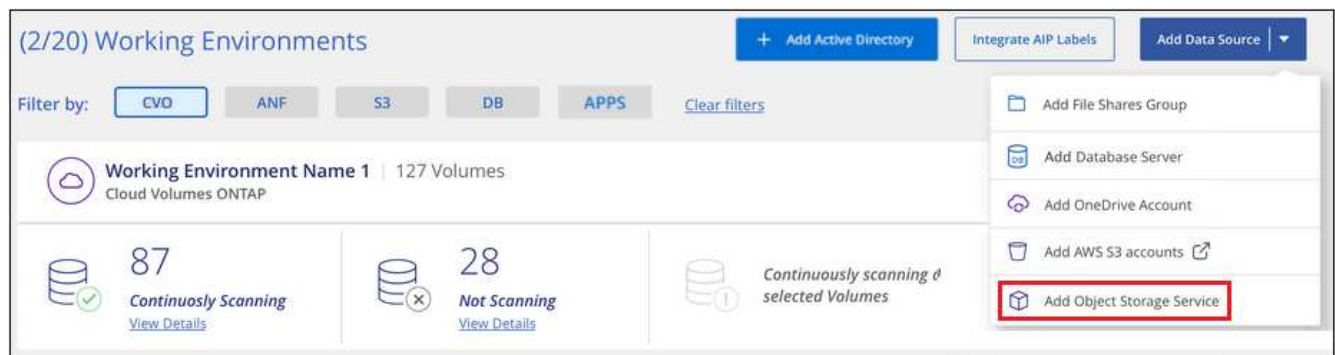 (2/20) Working Environments
+ Add Active Directory
Integrate AIP Labels
Add Data Source
Filter by:
CVO
ANF
S3
DB
APPS
Clear filters
Add File Shares Group
DB
Add Database Server
Add OneDrive Account
Add AWS S3 accounts
Add Object Storage Service
Working Environment Name 1 | 127 Volumes
Cloud Volumes ONTAP
87
Continuosly Scanning
View Details
28
Not Scanning
View Details
Continuously scanning
selected Volumes